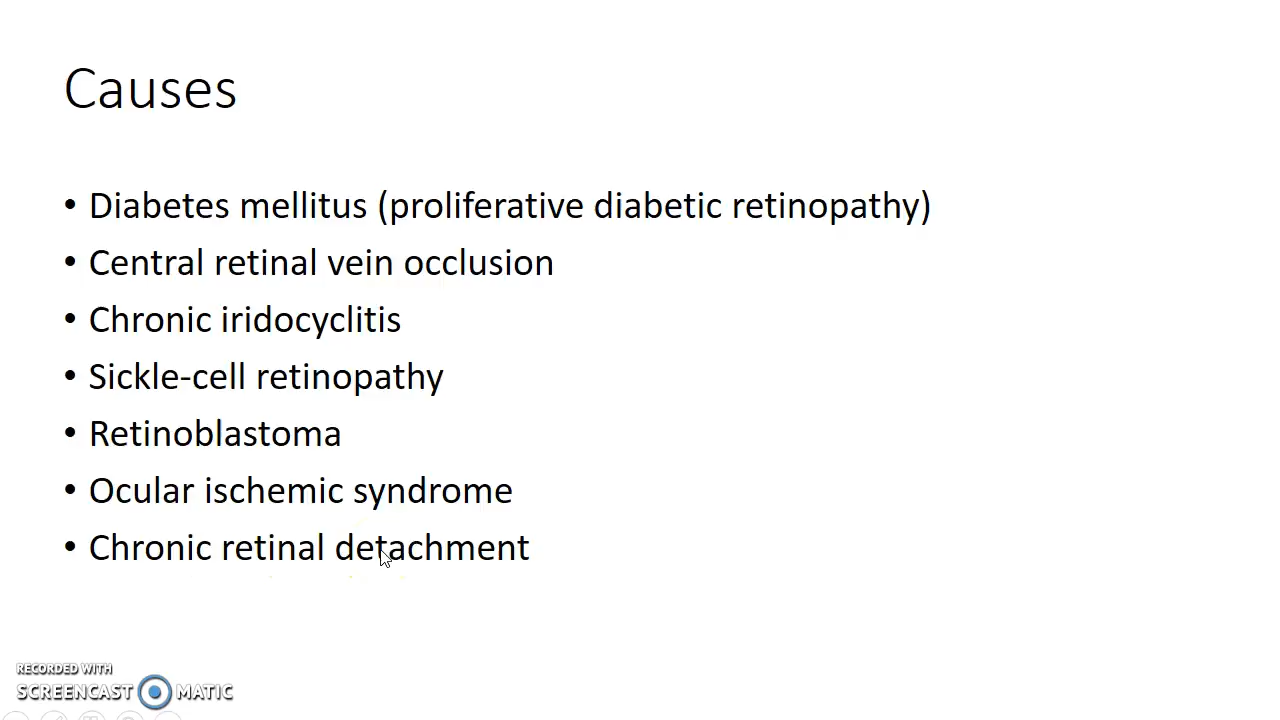 Causes
• Diabetes mellitus (proliferative diabetic retinopathy)
• Central retinal vein occlusion
• Chronic iridocyclitis
• Sickle-cell retinopathy
• Retinoblastoma
• Ocular ischemic syndrome
• Chronic retinal detachment
RECORDED WITH
SCREENCAST MATIC